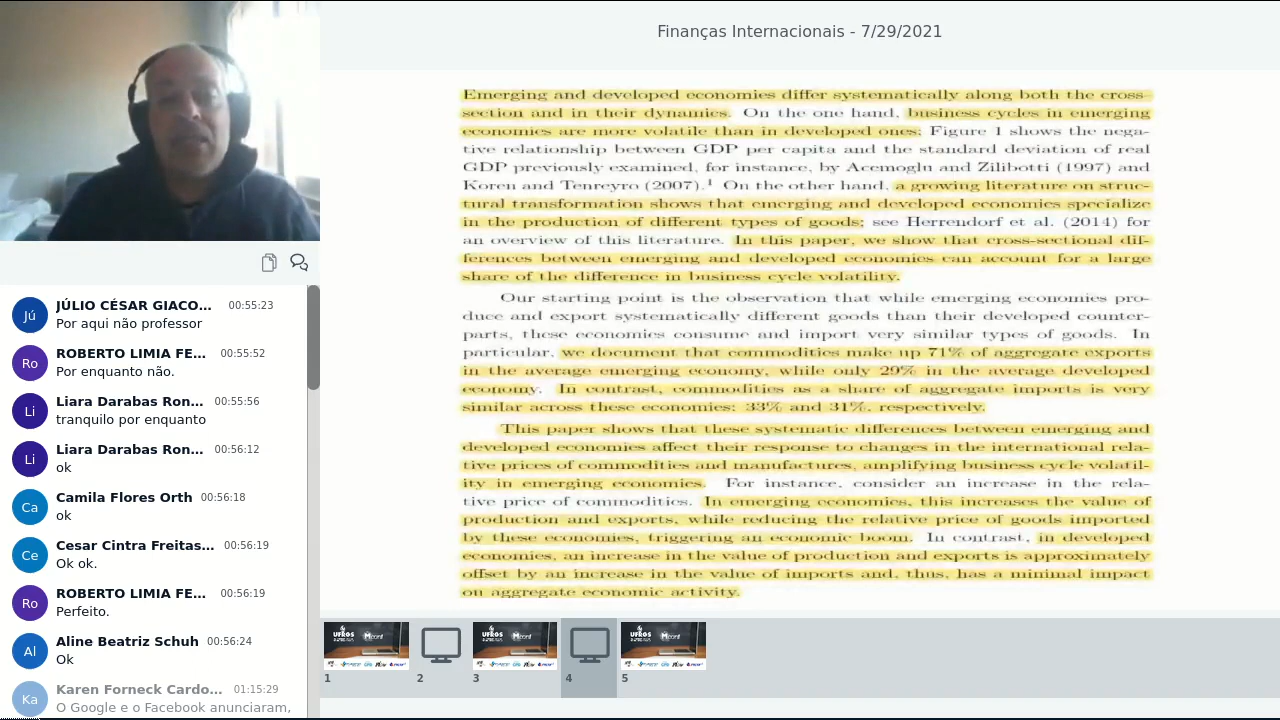 Finanças Internacionais - 7/29/2021
Emerging and developed economies differ systematically along both the cross-
section and in their dynamics. On the one hand, business cycles in emerging
economies are more volatile than in developed ones; Figure 1 shows the nega-
tive relationship between GDP per capita and the standard deviation of real
GDP previously examined, for instance, by Acemoglu and Zilibotti (1997) and
Koren and Tenreyro (2007).¹ On the other hand, a growing literature on struc-
tural transformation shows that emerging and developed economies specialize
in the production of different types of goods; see Herrendorf et al. (2014) for
an overview of this literature. In this paper, we show that cross-sectional dif-
ferences between emerging and developed economies can account for a large
share of the difference in business cycle volatility.
Our starting point is the observation that while emerging economies pro-
duce and export systematically different goods than their developed counter-
parts, these economies consume and import very similar types of goods. In
particular, we document that commodities make up 71% of aggregate exports
in the average emerging economy, while only 29% in the average developed
economy. In contrast, commodities as a share of aggregate imports is very
similar across these economies: 33% and 31%, respectively.
This paper shows that these systematic differences between emerging and
developed economies affect their response to changes in the international rela-
tive prices of commodities and manufactures, amplifying business cycle volatil-
ity in emerging economies. For instance, consider an increase in the rela-
tive price of commodities. In emerging economies, this increases the value of
production and exports, while reducing the relative price of goods imported
by these economies, triggering an economic boom. In contrast, in developed
economies, an increase in the value of production and exports is approximately
offset by an increase in the value of imports and, thus, has a minimal impact
on aggregate economic activity.
Jú
JÚLIO CÉSAR GIACO... 00:55:23
Por aqui não professor
Ro
ROBERTO LIMIA FE... 00:55:52
Por enquanto não.
Li
Liara Darabas Ron... 00:55:56
tranquilo por enquanto
Li
Liara Darabas Ron... 00:56:12
ok
Ca
Camila Flores Orth 00:56:18
ok
Ce
Cesar Cintra Freitas... 00:56:19
Ok ok.
Ro
ROBERTO LIMIA FE... 00:56:19
Perfeito.
Al
Aline Beatriz Schuh 00:56:24
Ok
Ka
Karen Forneck Cardo... 01:15:29
O Google e o Facebook anunciaram,
UFRGS Mconf
UFRGS Mconf
UFRGS Mconf
1 2 3 4 5